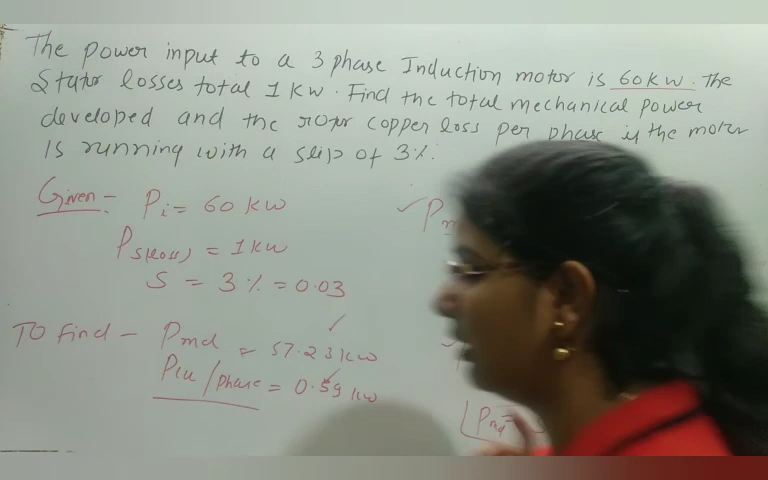 The power input to a 3 phase Induction motor is 60 kw. The
Stator losses total 1 kw. Find the total mechanical power
developed and the rotor copper loss per phase if the motor
is running with a slip of 3%.
Given - Pi = 60 kw
Ps(loss) = 1 kw
S = 3% = 0.03
To Find - Pmd = 57.23 kw
Pcu/phase = 0.59 kw
Pmd =